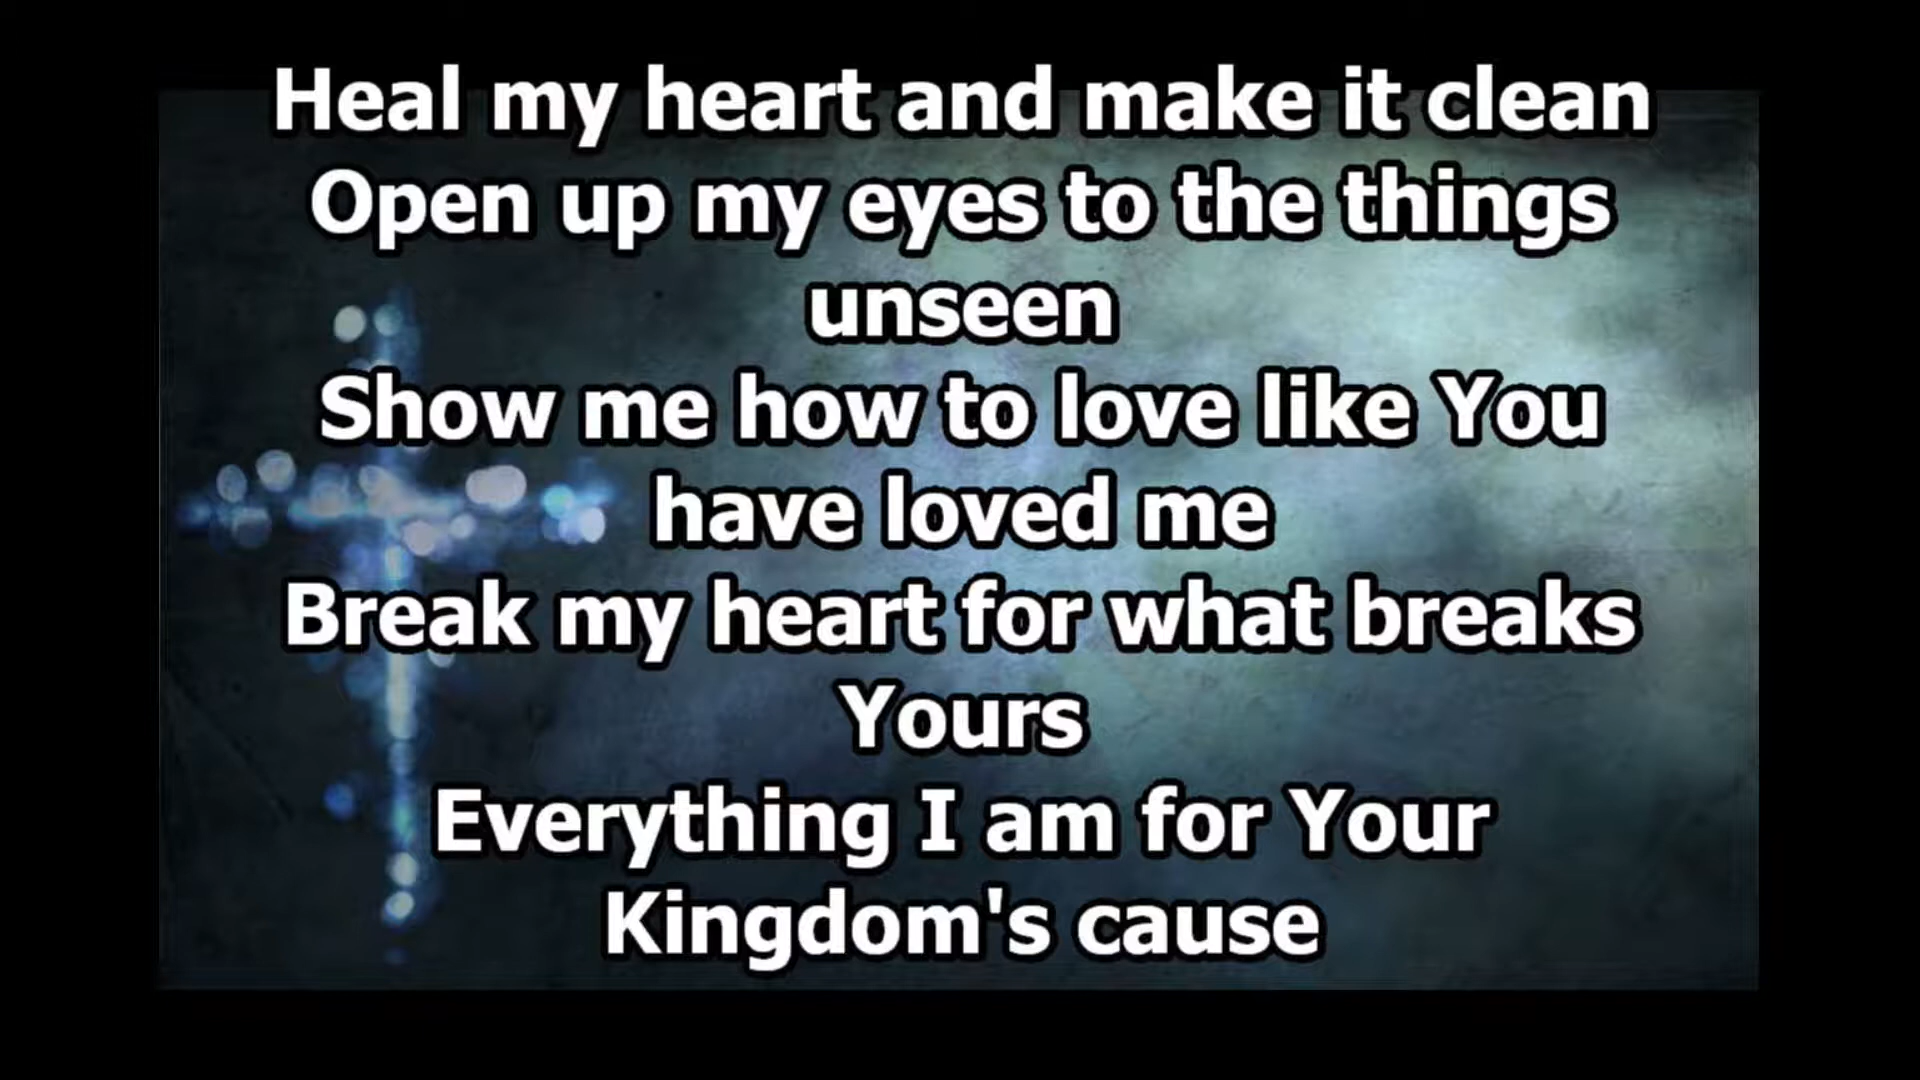 Heal my heart and make it clean
Open up my eyes to the things
unseen
Show me how to love like You
have loved me
Break my heart for what breaks
Yours
Everything I am for Your
Kingdom's cause